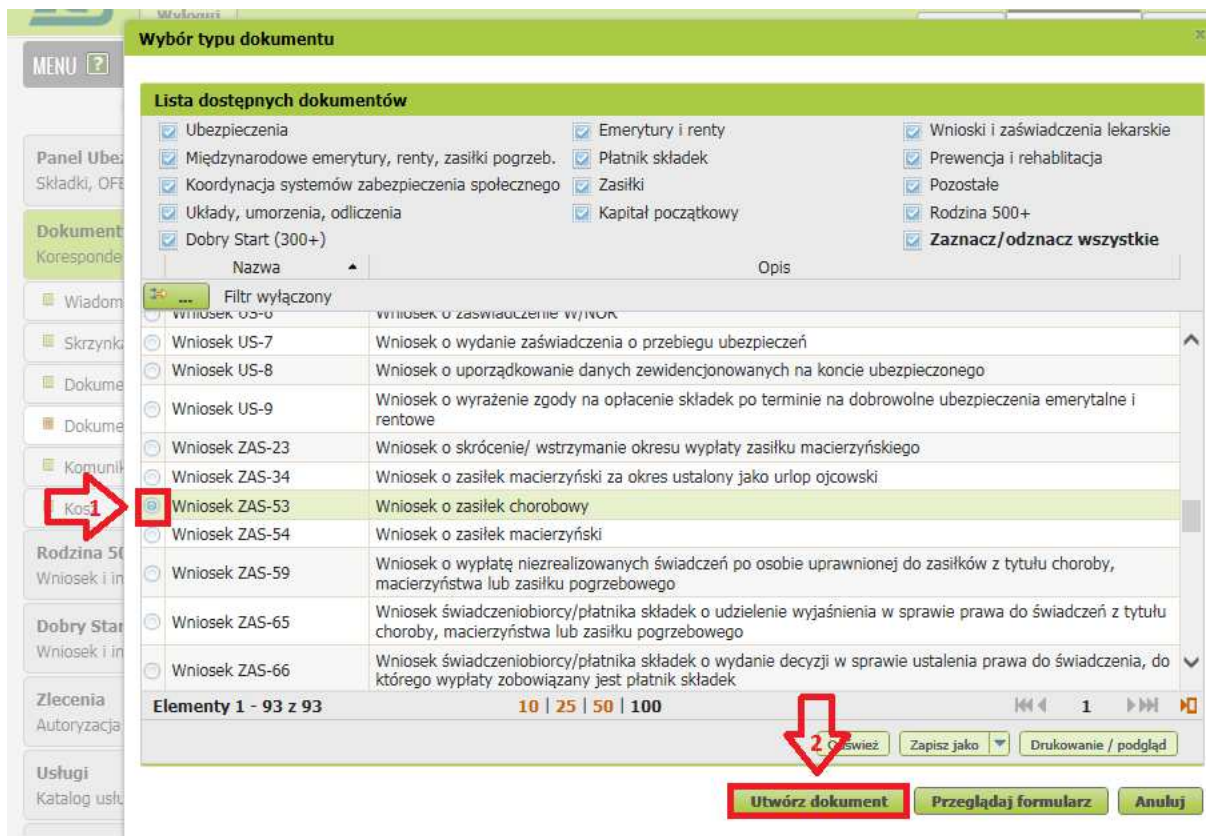 Wyloguj
Wybór typu dokumentu
x
MENU ?
Lista dostępnych dokumentów
Ubezpieczenia
Emerytury i renty
Wnioski i zaświadczenia lekarskie
Międzynarodowe emerytury, renty, zasiłki pogrzeb.
Płatnik składek
Prewencja i rehablitacja
Koordynacja systemów zabezpieczenia społecznego
Zasiłki
Pozostałe
Układy, umorzenia, odliczenia
Kapitał początkowy
Rodzina 500+
Dobry Start (300+)
Zaznacz/odznacz wszystkie
Nazwa
Opis
... Filtr wyłączony
Wniosek US-6 Wniosek o zaświadczenie W/NOR
Wniosek US-7 Wniosek o wydanie zaświadczenia o przebiegu ubezpieczeń
Wniosek US-8 Wniosek o uporządkowanie danych zewidencjonowanych na koncie ubezpieczonego
Wniosek US-9 Wniosek o wyrażenie zgody na opłacenie składek po terminie na dobrowolne ubezpieczenia emerytalne i
rentowe
Wniosek ZAS-23 Wniosek o skrócenie/ wstrzymanie okresu wypłaty zasiłku macierzyńskiego
Wniosek ZAS-34 Wniosek o zasiłek macierzyński za okres ustalony jako urlop ojcowski
1
Wniosek ZAS-53 Wniosek o zasiłek chorobowy
Wniosek ZAS-54 Wniosek o zasiłek macierzyński
Wniosek ZAS-59 Wniosek o wypłatę niezrealizowanych świadczeń po osobie uprawnionej do zasiłków z tytułu choroby,
macierzyństwa lub zasiłku pogrzebowego
Wniosek ZAS-65 Wniosek świadczeniobiorcy/płatnika składek o udzielenie wyjaśnienia w sprawie prawa do świadczeń z tytułu
choroby, macierzyństwa lub zasiłku pogrzebowego
Wniosek ZAS-66 Wniosek świadczeniobiorcy/płatnika składek o wydanie decyzji w sprawie ustalenia prawa do świadczenia, do
którego wypłaty zobowiązany jest płatnik składek
Elementy 1 - 93 z 93
10 | 25 | 50 | 100
1
2
Zapisz jako
Drukowanie / podgląd
Utwórz dokument
Przeglądaj formularz
Anuluj
Panel Ubez
Składki, OFE
Dokument
Koresponde
Wiadom
Skrzynka
Dokume
Dokume
Komunik
Kos
Rodzina 50
Wniosek i in
Dobry Star
Wniosek i in
Zlecenia
Autoryzacja
Usługi
Katalog usłu